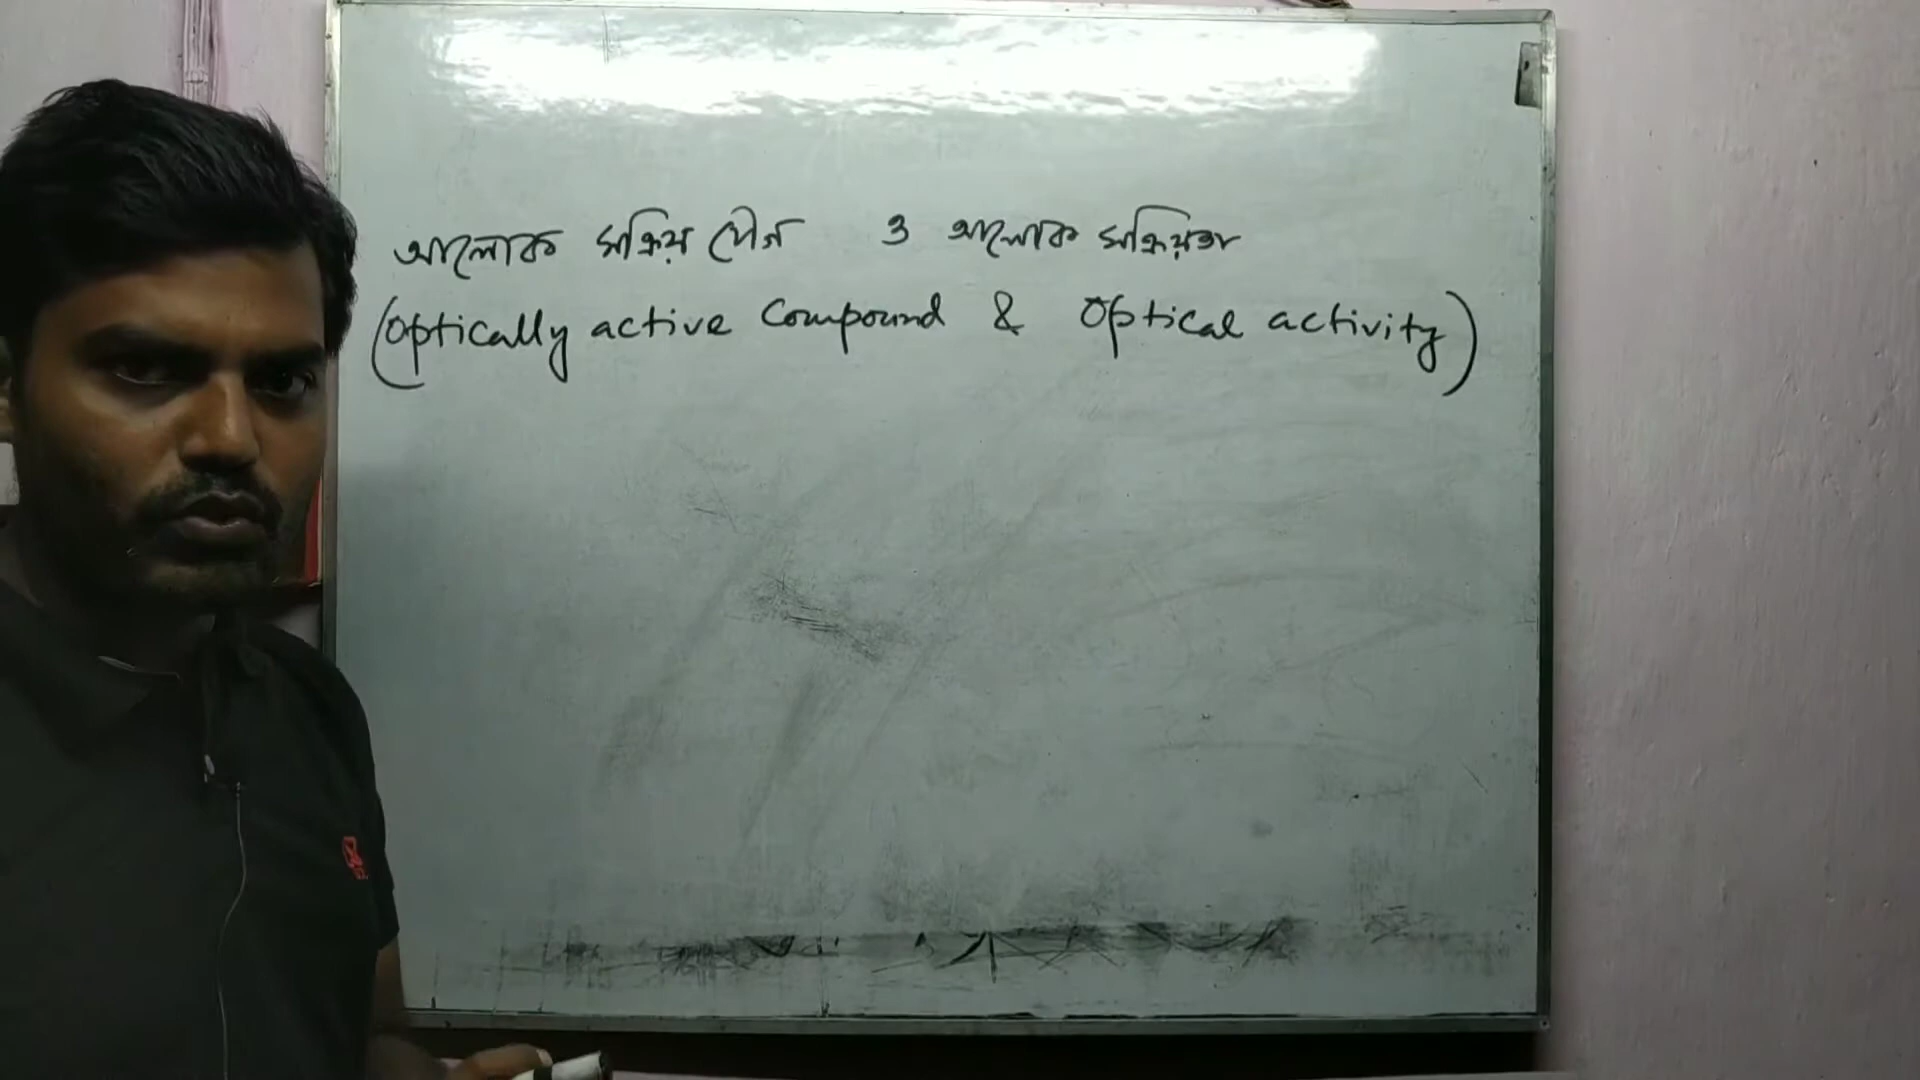 আলোক সক্রিয় যৌগ ও আলোক সক্রিয়তা
(optically active compound & optical activity)